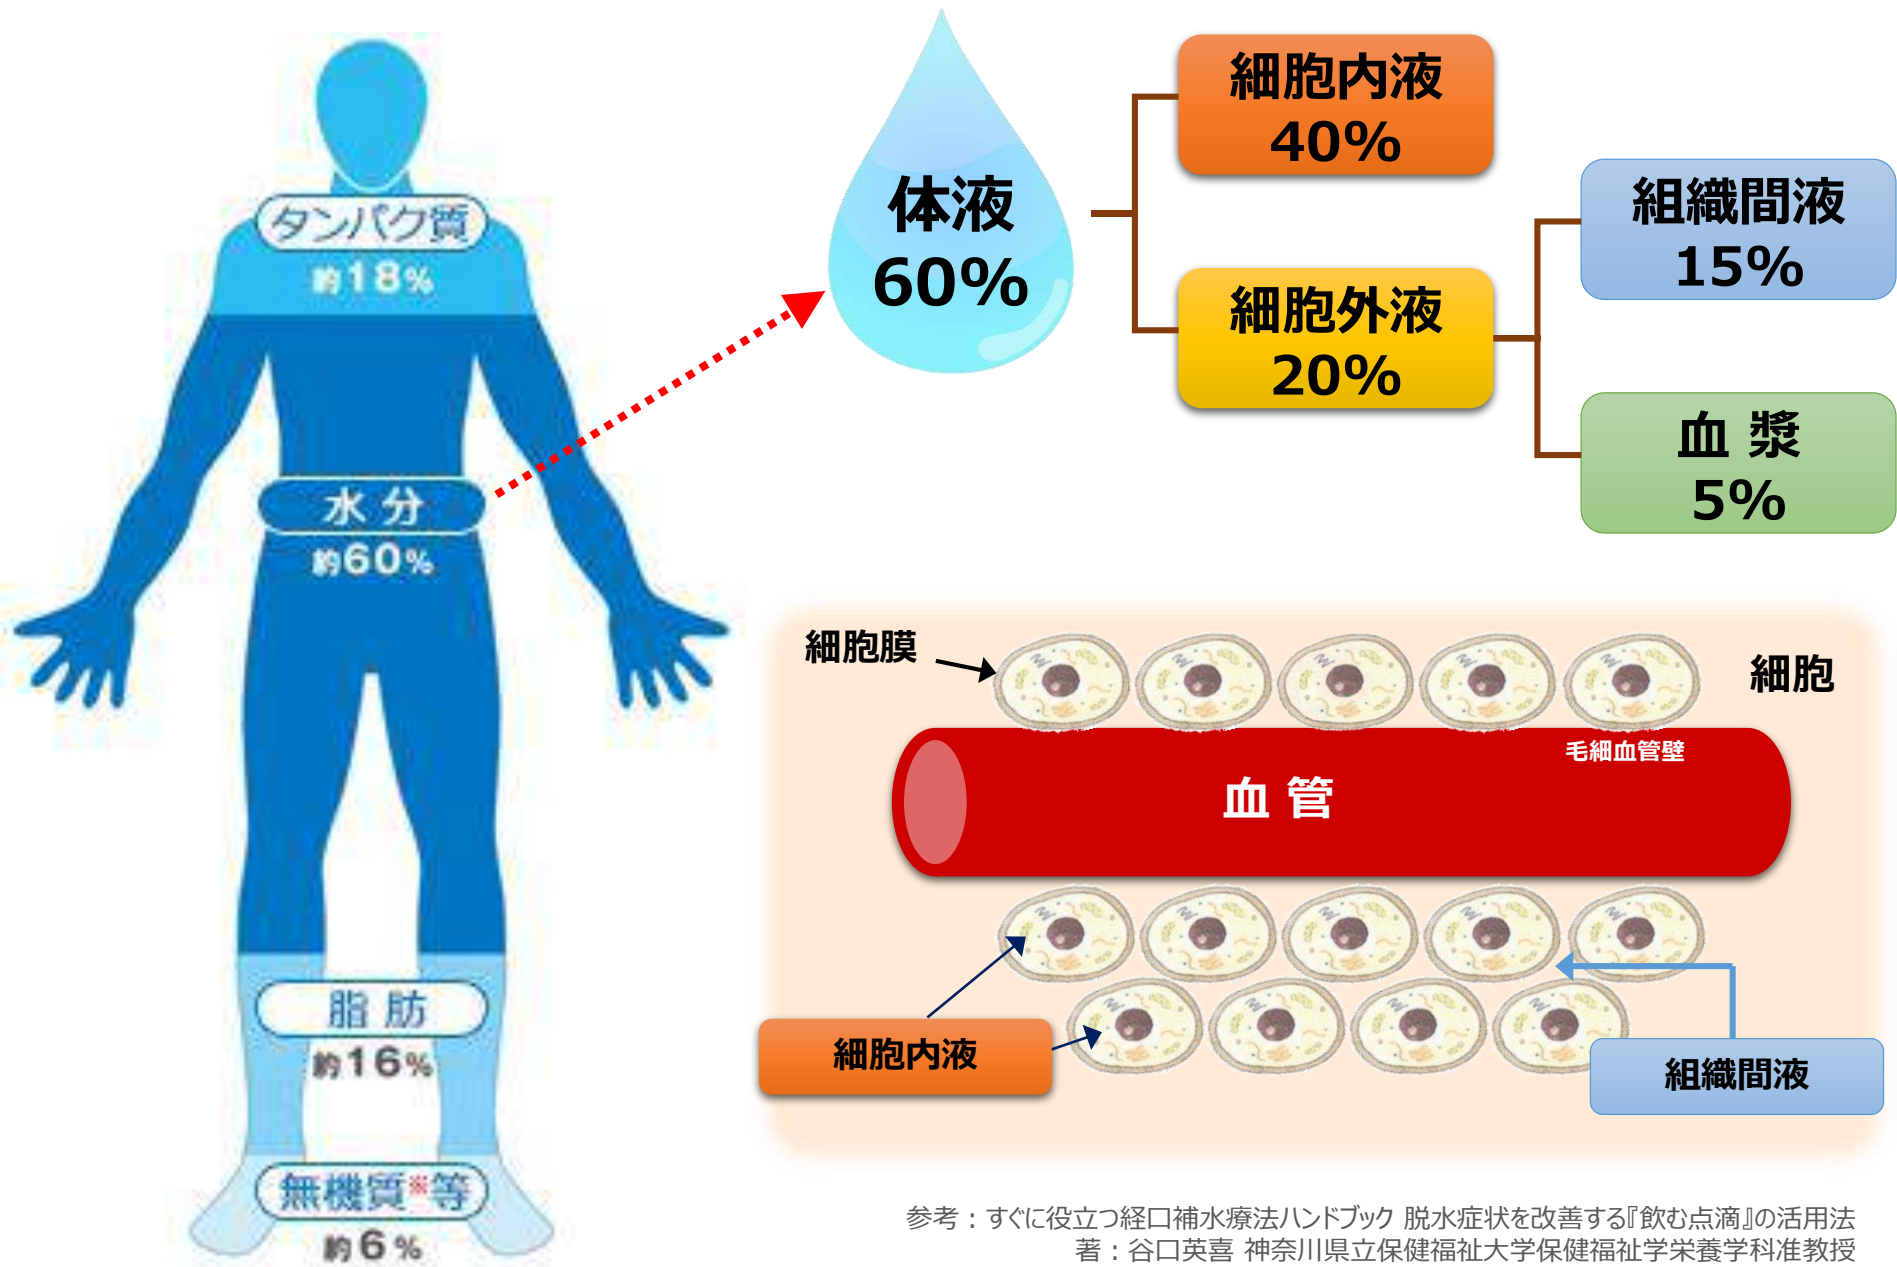 タンパク質
約18%
水分
約60%
脂肪
約16%
無機質※等
約6%
体液
60%
細胞内液
40%
細胞外液
20%
組織間液
15%
血漿
5%
細胞膜
細胞
毛細血管壁
血管
細胞内液
組織間液
参考：すぐに役立つ経口補水療法ハンドブック 脱水症状を改善する『飲む点滴』の活用法
著：谷口英喜 神奈川県立保健福祉大学保健福祉学栄養学科准教授